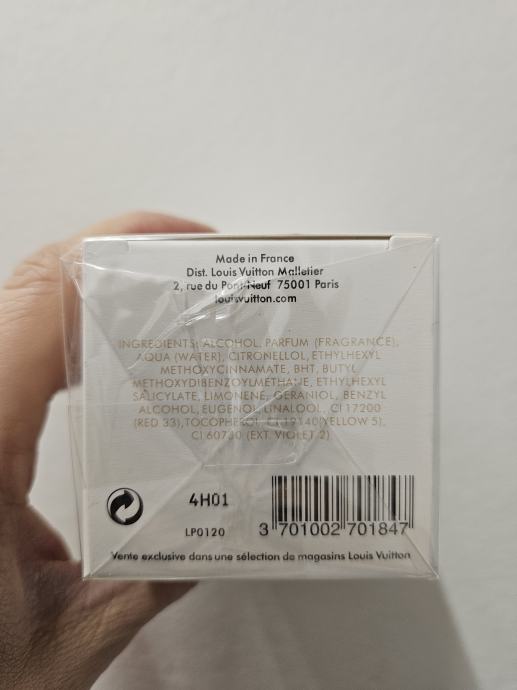 Made in France
Dist. Louis Vuitton Malletier
2, rue du Pont Neuf 75001 Paris
louisvuitton.com
INGREDIENTS: ALCOHOL, PARFUM (FRAGRANCE),
AQUA (WATER), CITRONELLOL, ETHYLHEXYL
METHOXYCINNAMATE, BHT, BUTYL
METHOXYDIBENZOYLMETHANE, ETHYLHEXYL
SALICYLATE, LIMONENE, GERANIOL, BENZYL
ALCOHOL, EUGENOL, LINALOOL, CI 17200
(RED 33), TOCOPHEROL, CI 19140 (YELLOW 5),
CI 60730 (EXT. VIOLET 2)
4H01
LP0120
3 701002 701847
Vente exclusive dans une sélection de magasins Louis Vuitton